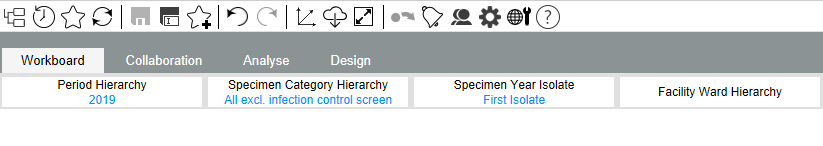 Workboard Collaboration Analyse Design
Period Hierarchy
2019
Specimen Category Hierarchy
All excl. infection control screen
Specimen Year Isolate
First Isolate
Facility Ward Hierarchy